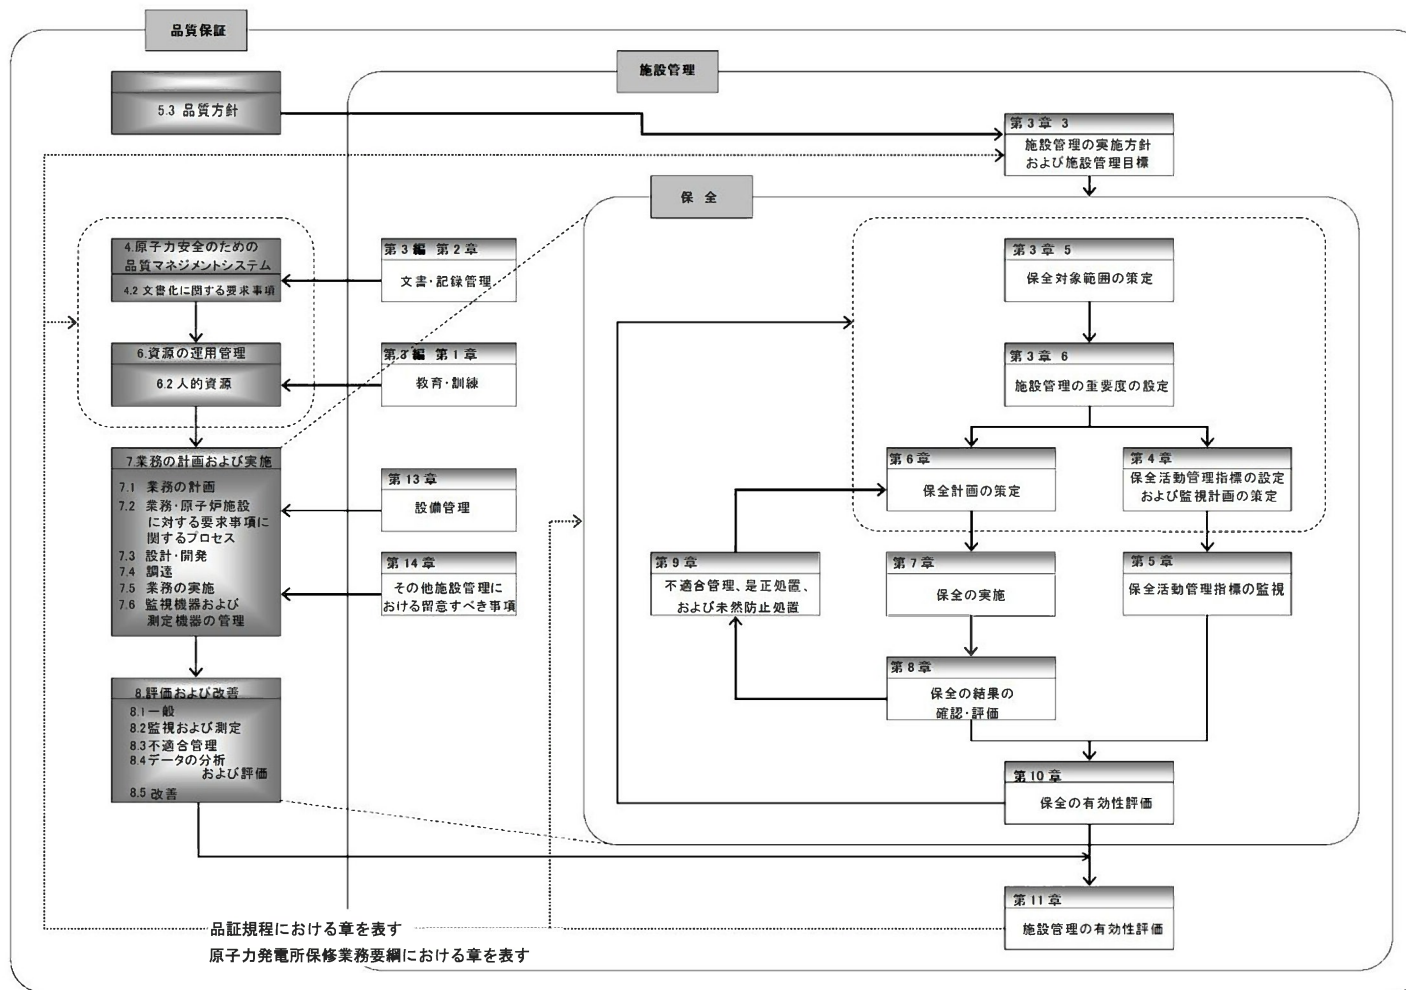 品質保証
施設管理
5.3 品質方針
第3章 3
施設管理の実施方針
および施設管理目標
保 全
4.原子力安全のための
品質マネジメントシステム
4.2 文書化に関する要求事項
第3編 第2章
文書・記録管理
第3章 5
保全対象範囲の策定
6.資源の運用管理
6.2 人的資源
第3編 第1章
教育・訓練
第3章 6
施設管理の重要度の設定
7.業務の計画および実施
7.1 業務の計画
7.2 業務・原子炉施設
に対する要求事項に
関するプロセス
7.3 設計・開発
7.4 調達
7.5 業務の実施
7.6 監視機器および
測定機器の管理
第13章
設備管理
第14章
その他施設管理に
おける留意すべき事項
第6章
保全計画の策定
第4章
保全活動管理指標の設定
および監視計画の策定
第9章
不適合管理、是正処置、
および未然防止処置
第7章
保全の実施
第5章
保全活動管理指標の監視
第8章
保全の結果の
確認・評価
8.評価および改善
8.1 一般
8.2 監視および測定
8.3 不適合管理
8.4 データの分析
および評価
8.5 改善
第10章
保全の有効性評価
第11章
施設管理の有効性評価
品証規程における章を表す
原子力発電所保修業務要綱における章を表す